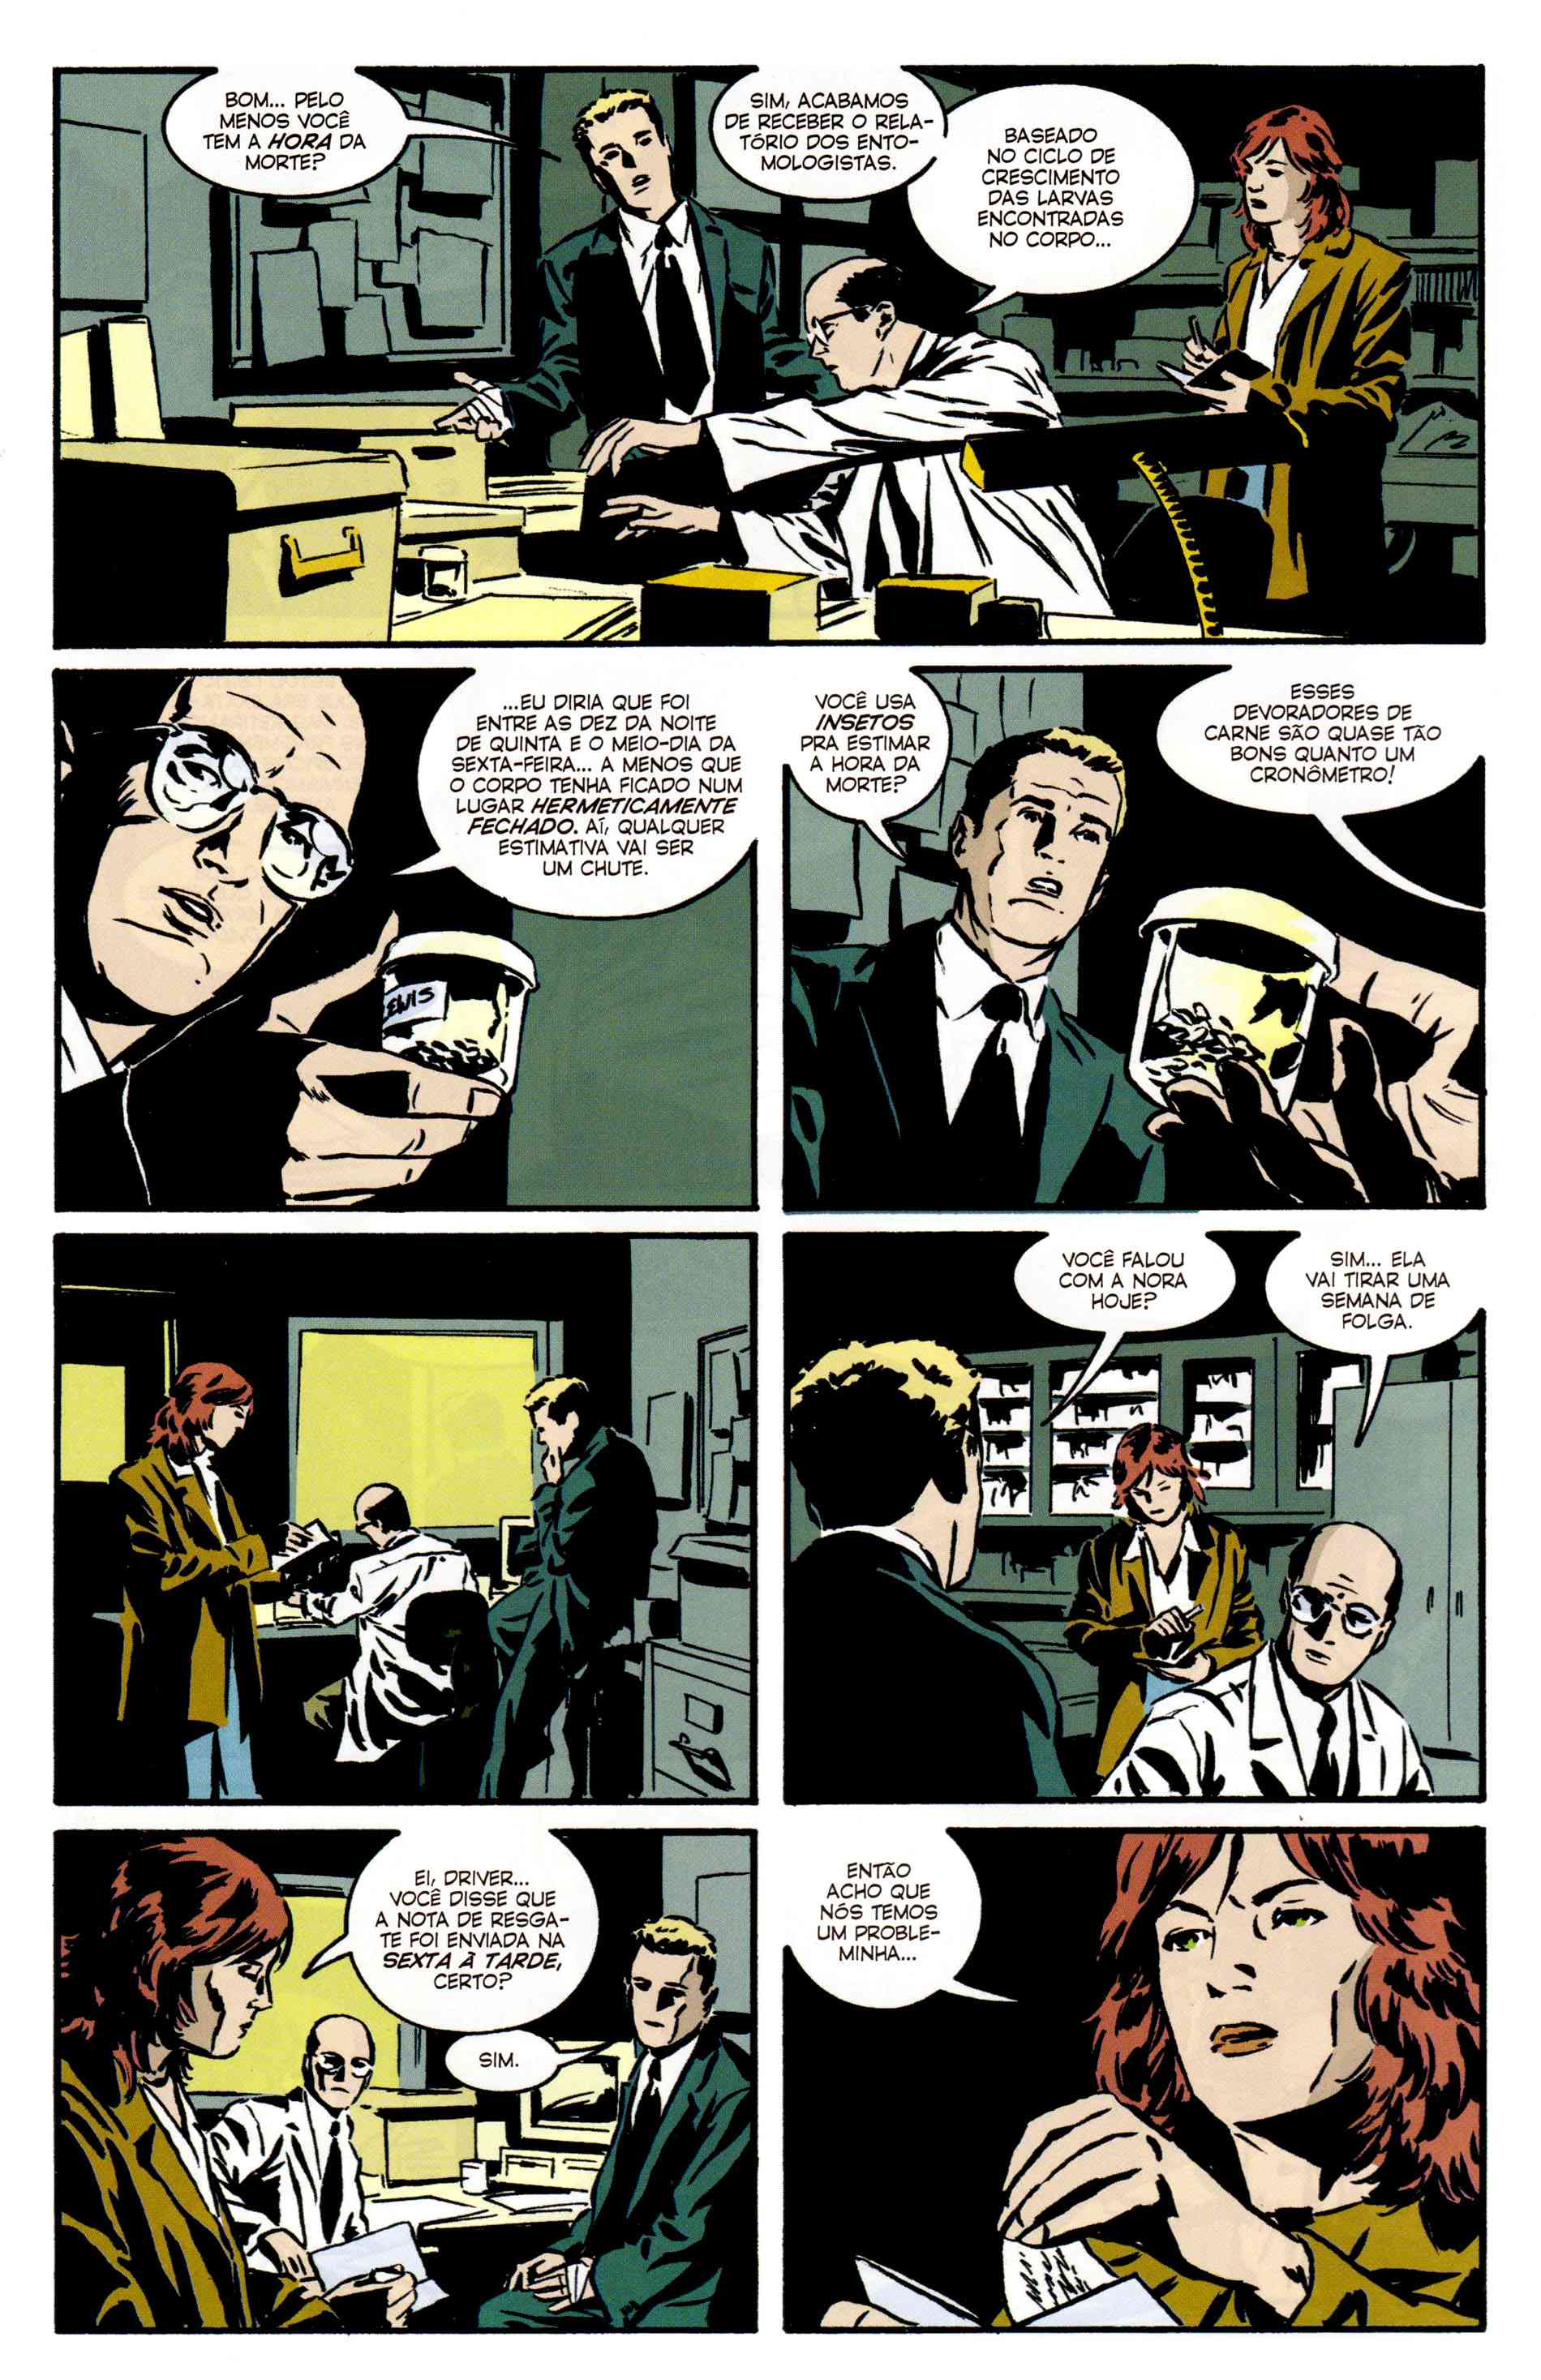 BOM... PELO
MENOS VOCÊ
TEM A HORA DA
MORTE?
SIM, ACABAMOS
DE RECEBER O RELA-
TÓRIO DOS ENTO-
MOLOGISTAS.
BASEADO
NO CICLO DE
CRESCIMENTO
DAS LARVAS
ENCONTRADAS
NO CORPO...
...EU DIRIA QUE FOI
ENTRE AS DEZ DA NOITE
DE QUINTA E O MEIO-DIA DA
SEXTA-FEIRA... A MENOS QUE
O CORPO TENHA FICADO NUM
LUGAR HERMETICAMENTE
FECHADO. AÍ, QUALQUER
ESTIMATIVA VAI SER
UM CHUTE.
EWIS
VOCÊ USA
INSETOS
PRA ESTIMAR
A HORA DA
MORTE?
ESSES
DEVORADORES DE
CARNE SÃO QUASE TÃO
BONS QUANTO UM
CRONÔMETRO!
VOCÊ FALOU
COM A NORA
HOJE?
SIM... ELA
VAI TIRAR UMA
SEMANA DE
FOLGA.
EI, DRIVER...
VOCÊ DISSE QUE
A NOTA DE RESGA-
TE FOI ENVIADA NA
SEXTA À TARDE,
CERTO?
SIM.
ENTÃO
ACHO QUE
NÓS TEMOS
UM PROBLE-
MINHA...